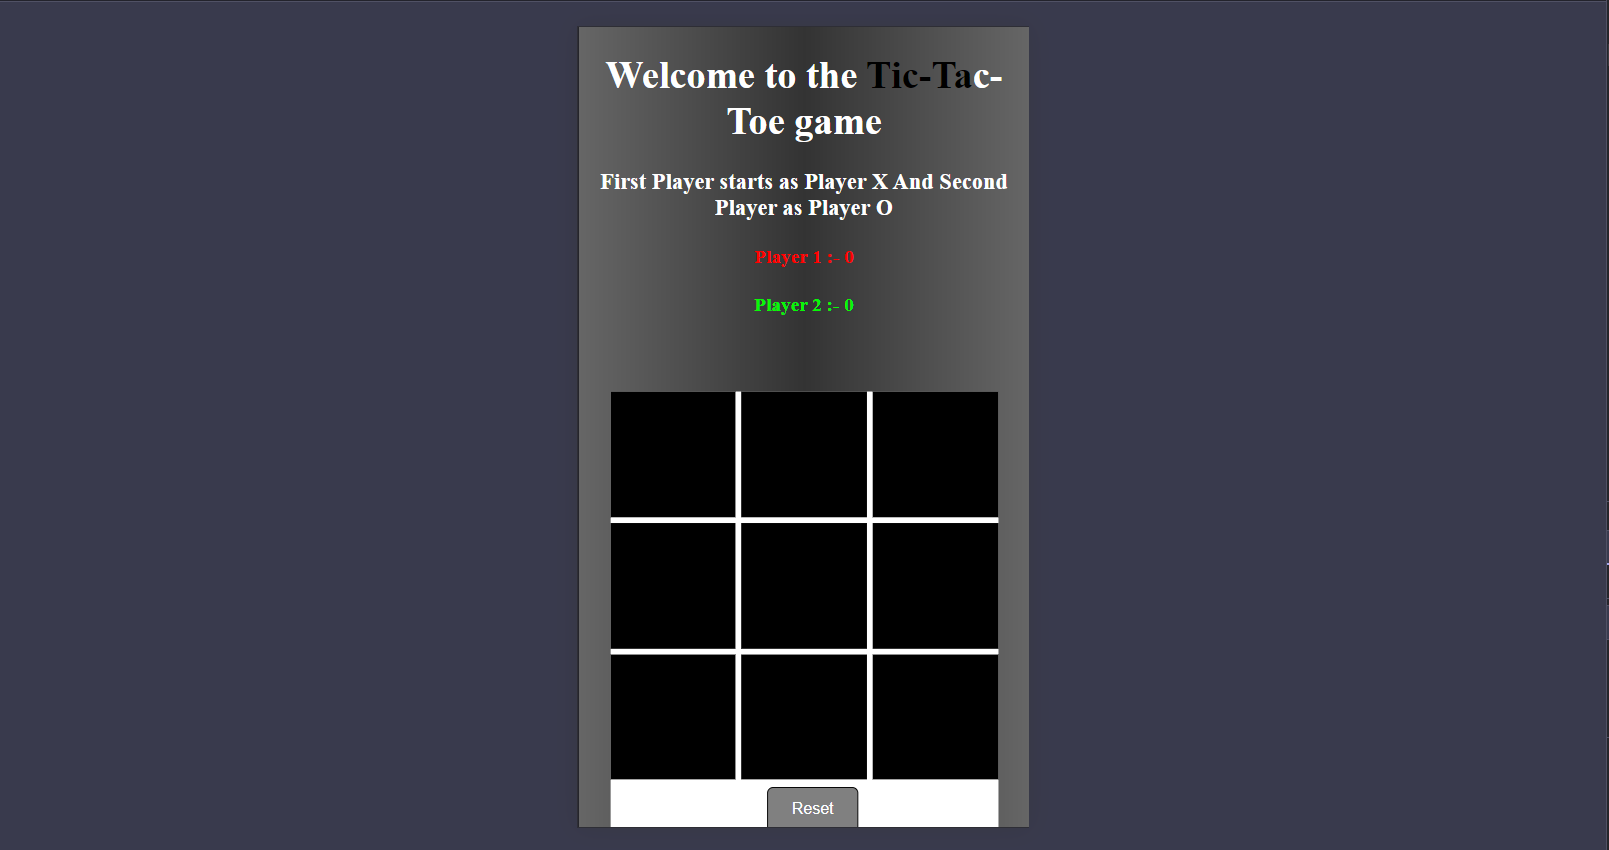 Welcome to the Tic-Tac-
Toe game
First Player starts as Player X And Second
Player as Player O
Player 1 :- 0
Player 2 :- 0
Reset